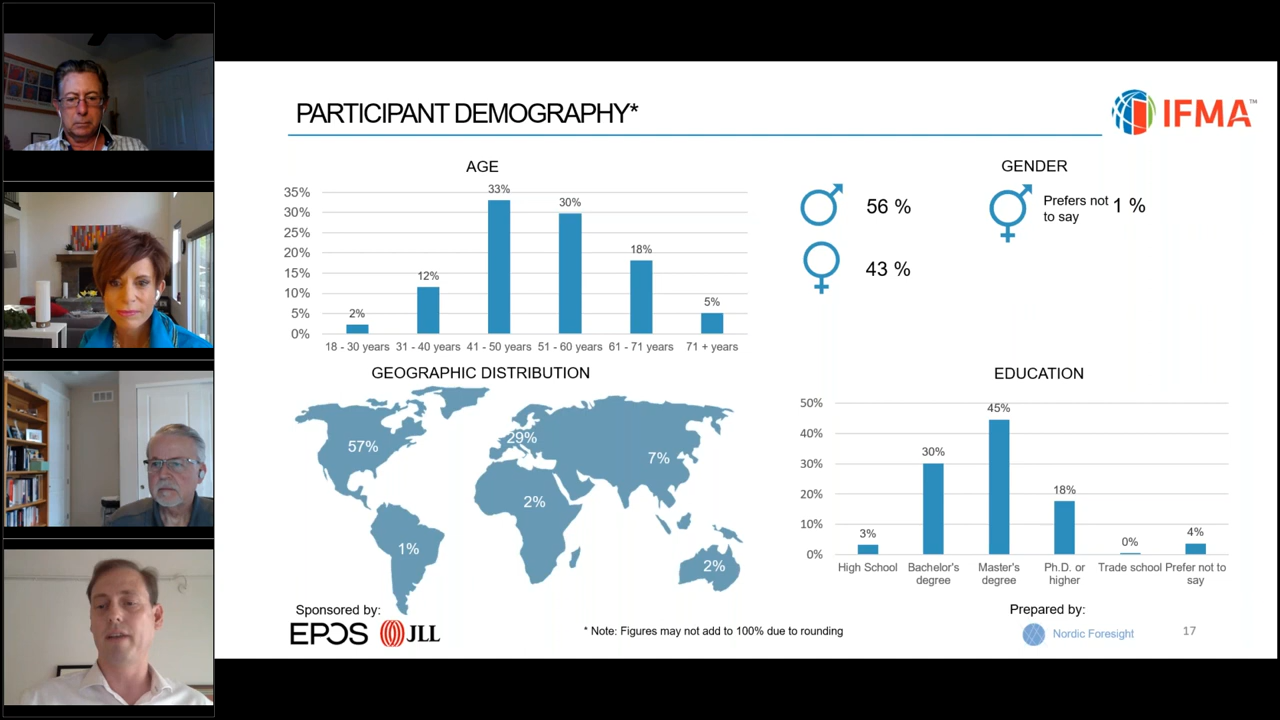 PARTICIPANT DEMOGRAPHY*
IFMA™
AGE
35%
30%
25%
20%
15%
10%
5%
0%
2%
12%
33%
30%
18%
5%
18 - 30 years 31 - 40 years 41 - 50 years 51 - 60 years 61 - 71 years 71 + years
GENDER
56 %
Prefers not
to say
1 %
43 %
GEOGRAPHIC DISTRIBUTION
57%
29%
7%
2%
1%
2%
EDUCATION
50%
40%
30%
20%
10%
0%
3%
30%
45%
18%
0%
4%
High School
Bachelor's
degree
Master's
degree
Ph.D. or
higher
Trade school
Prefer not to
say
Sponsored by:
EPOS JLL
* Note: Figures may not add to 100% due to rounding
Prepared by:
Nordic Foresight
17